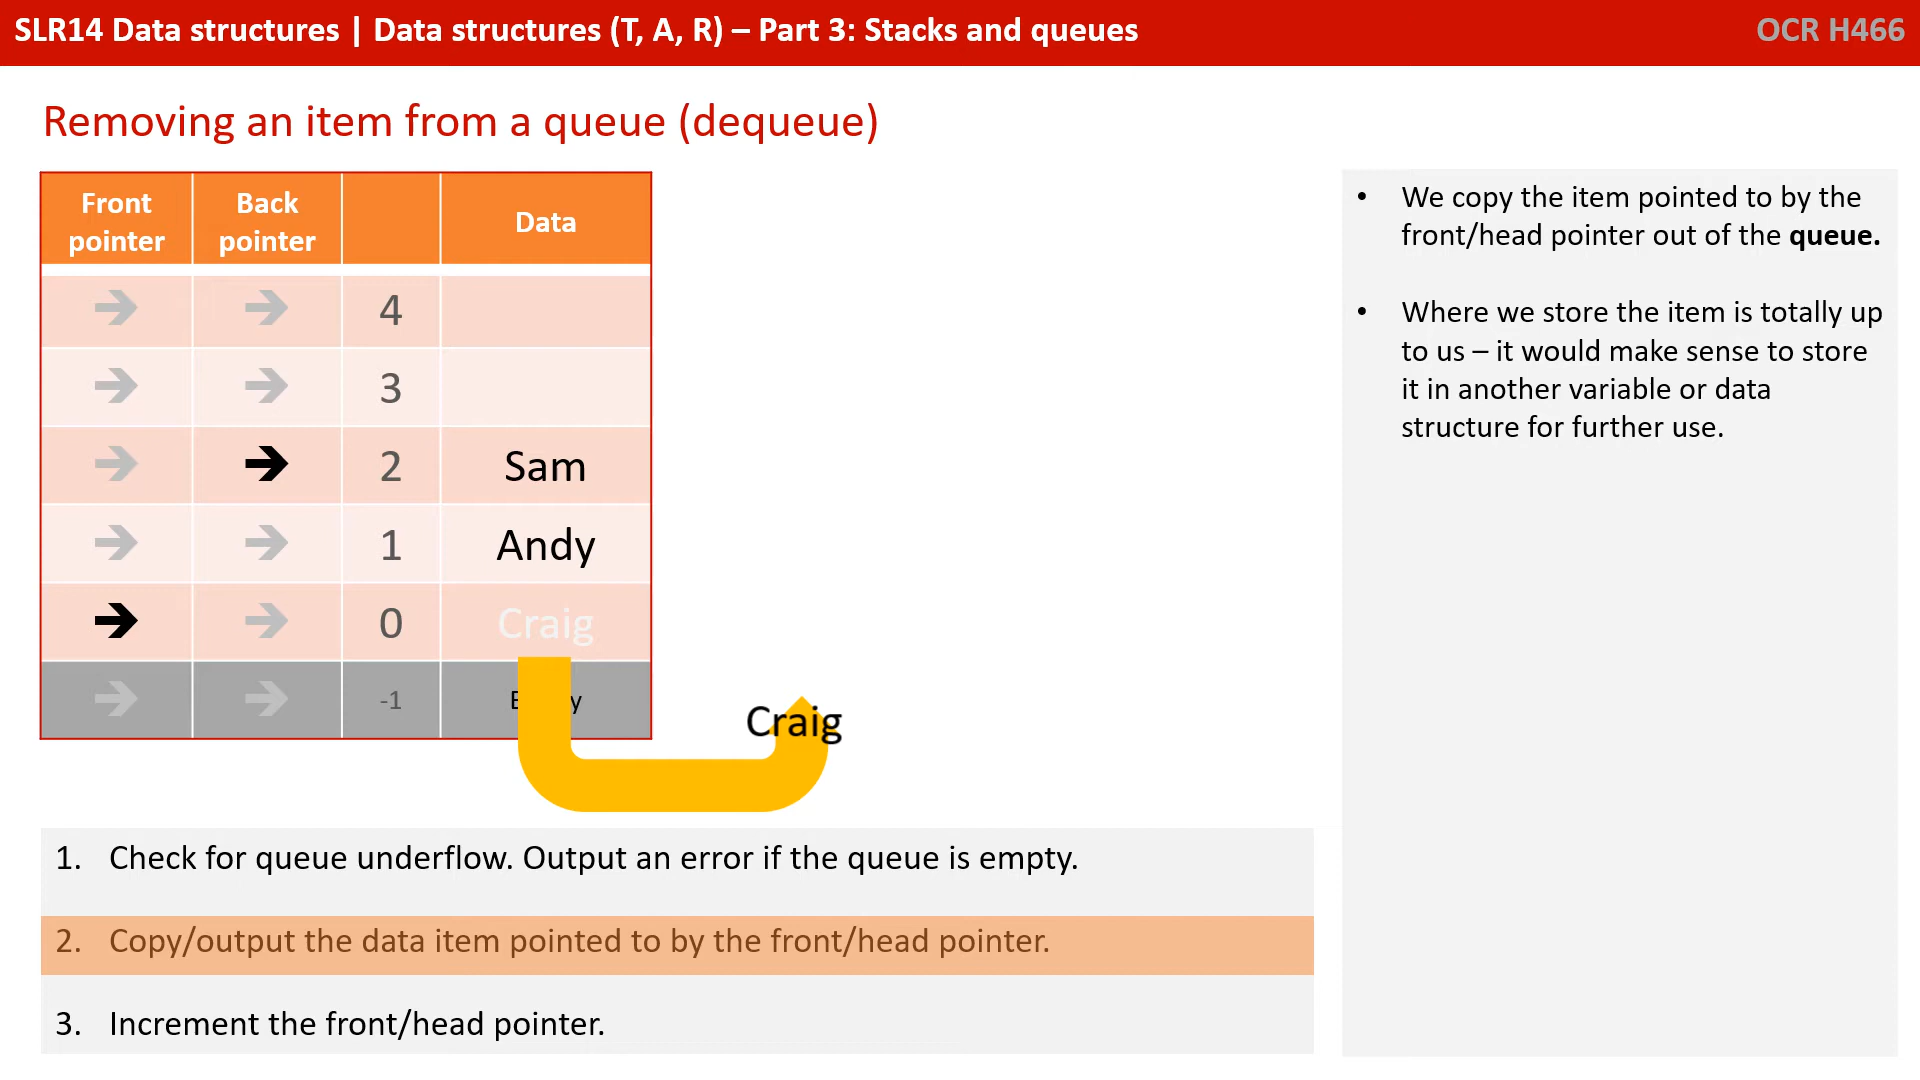 SLR14 Data structures | Data structures (T, A, R) – Part 3: Stacks and queues
OCR H466
Removing an item from a queue (dequeue)
Front pointer
Back pointer
Data
4
3
2 Sam
1 Andy
0 Craig
-1
Craig
1. Check for queue underflow. Output an error if the queue is empty.
2. Copy/output the data item pointed to by the front/head pointer.
3. Increment the front/head pointer.
• We copy the item pointed to by the
front/head pointer out of the queue.
• Where we store the item is totally up
to us – it would make sense to store
it in another variable or data
structure for further use.